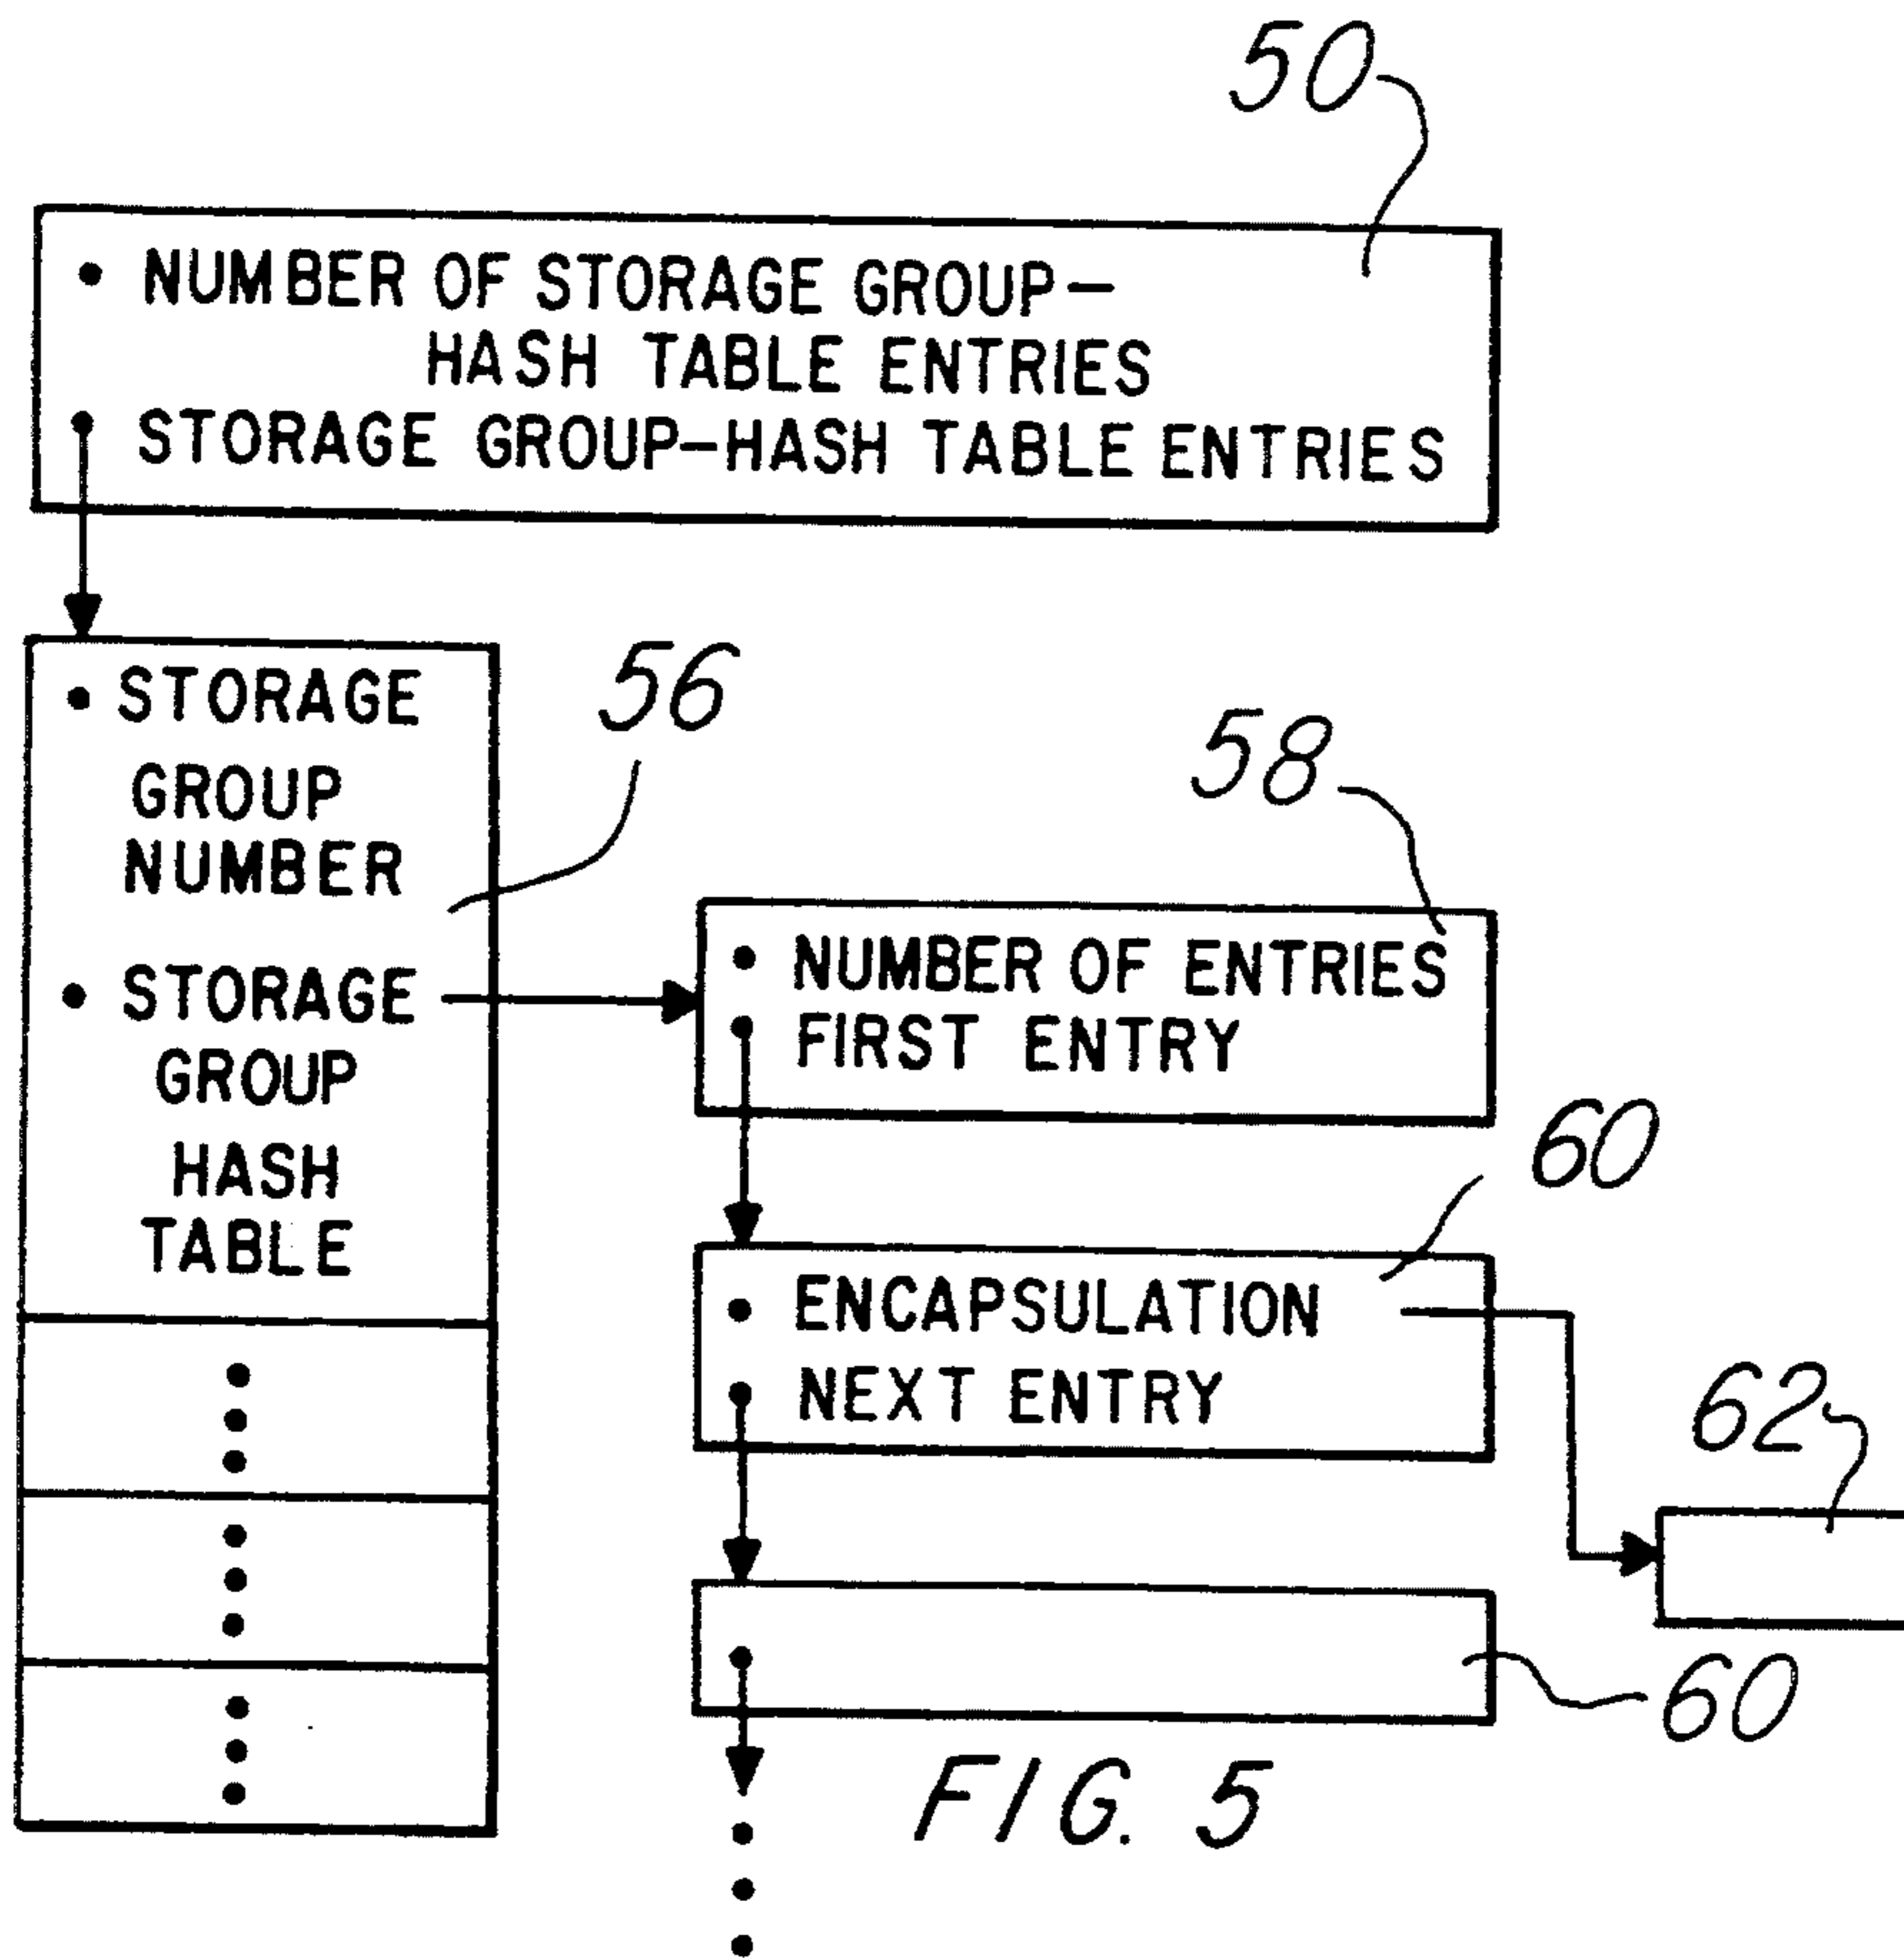 50
• NUMBER OF STORAGE GROUP—
HASH TABLE ENTRIES
• STORAGE GROUP—HASH TABLE ENTRIES
56
• STORAGE
GROUP
NUMBER
• STORAGE
GROUP
HASH
TABLE
58
• NUMBER OF ENTRIES
• FIRST ENTRY
60
• ENCAPSULATION
• NEXT ENTRY
62
60
FIG. 5